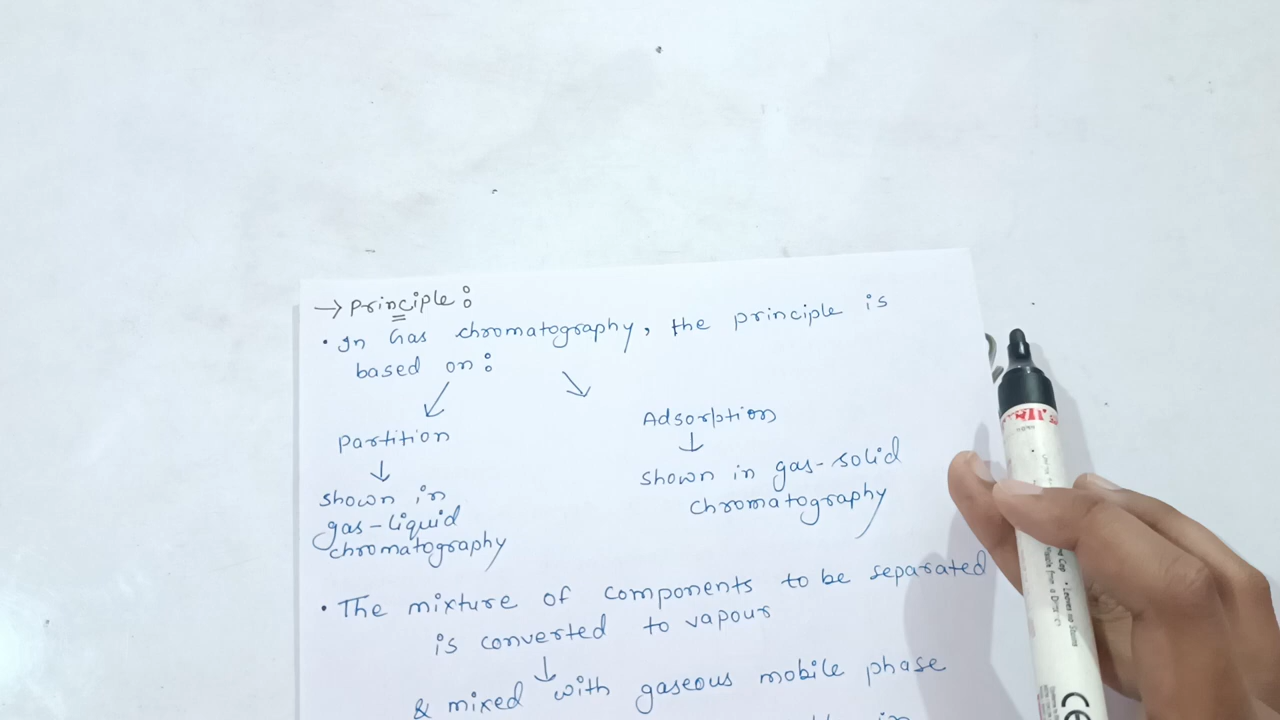 → Principle:
• In Gas chromatography, the principle is
based on:
↙ ↘
Partition
↓
shown in
gas-liquid
chromatography
Adsorption
↓
shown in gas-solid
chromatography
• The mixture of components to be separated
is converted to vapour
↓
& mixed with gaseous mobile phase
CE